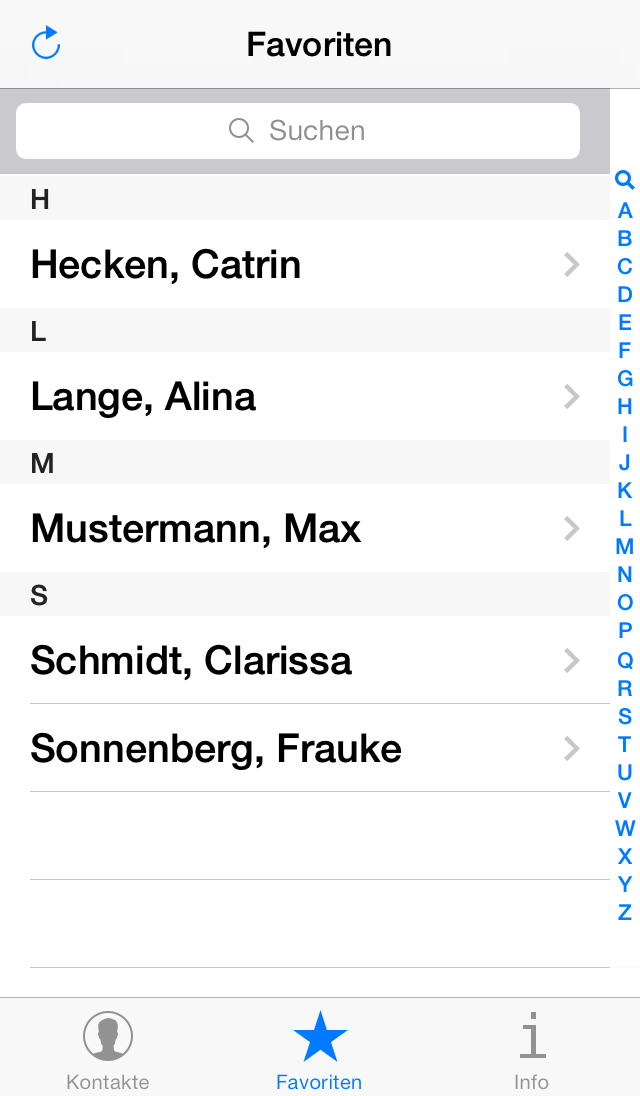 Favoriten
Suchen
H
Hecken, Catrin
L
Lange, Alina
M
Mustermann, Max
S
Schmidt, Clarissa
Sonnenberg, Frauke
A
B
C
D
E
F
G
H
I
J
K
L
M
N
O
P
Q
R
S
T
U
V
W
X
Y
Z
Kontakte
Favoriten
Info